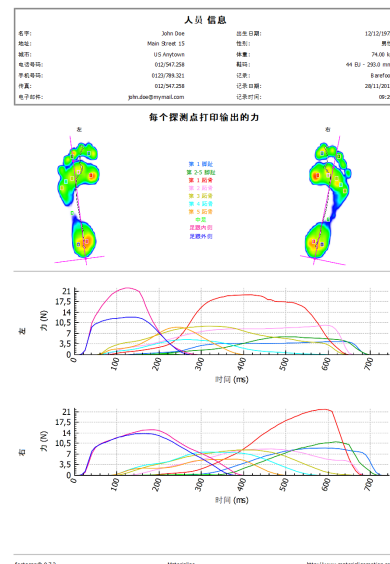 人员 信息
名字: John Doe 出生日期: 12/12/197
地址: Main Street 15 性别: 男性
城市: US Anytown 体重: 74.00 k
电话号码: 012/547.258 鞋码: 44 EU - 293.0 mm
手机号码: 0123/789.321 记录: Barefoo
传真: 012/547.258 记录日期: 28/11/201
电子邮件: john.doe@mymail.com 记录时间: 09:2
每个探测点打印输出的力
左 右
第 1 脚趾
第 2-5 脚趾
第 1 跖骨
第 2 跖骨
第 3 跖骨
第 4 跖骨
第 5 跖骨
足跟内侧
足跟外侧
左
力 (N)
21
17,5
14
10,5
7
3,5
0
0 100 200 300 400 500 600 700
时间 (ms)
右
力 (N)
21
17,5
14
10,5
7
3,5
0
0 100 200 300 400 500 600 700
时间 (ms)